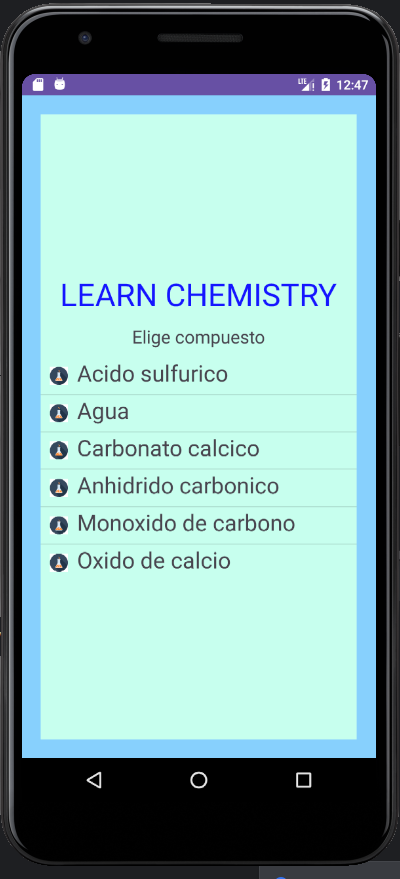 LTE 12:47
LEARN CHEMISTRY
Elige compuesto
Acido sulfurico
Agua
Carbonato calcico
Anhidrido carbonico
Monoxido de carbono
Oxido de calcio